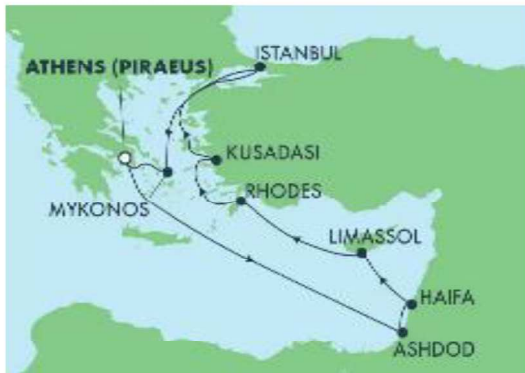 ISTANBUL
ATHENS (PIRAEUS)
KUSADASI
RHODES
MYKONOS
LIMASSOL
HAIFA
ASHDOD